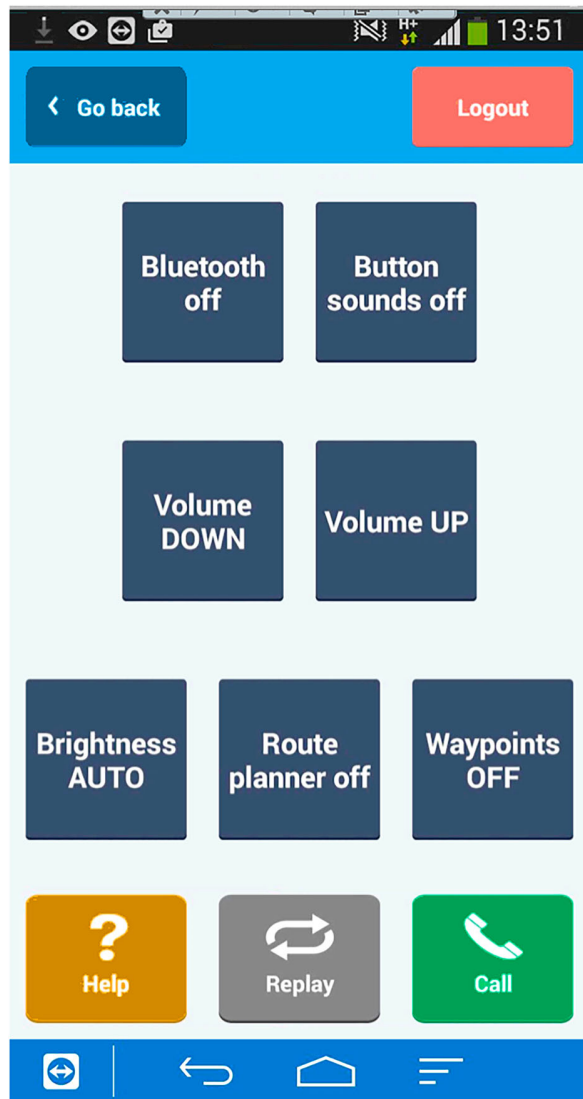 H+ 13:51
Go back
Logout
Bluetooth
off
Button
sounds off
Volume
DOWN
Volume UP
Brightness
AUTO
Route
planner off
Waypoints
OFF
?
Help
Replay
Call